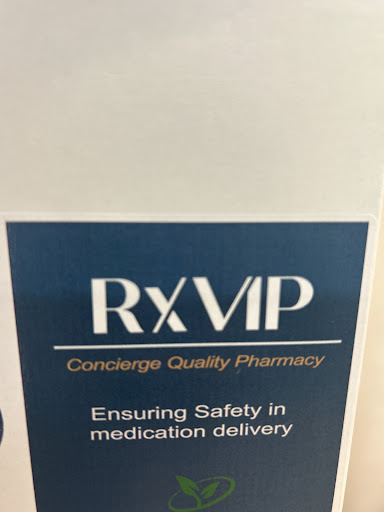 RXVIP
Concierge Quality Pharmacy
Ensuring Safety in
medication delivery